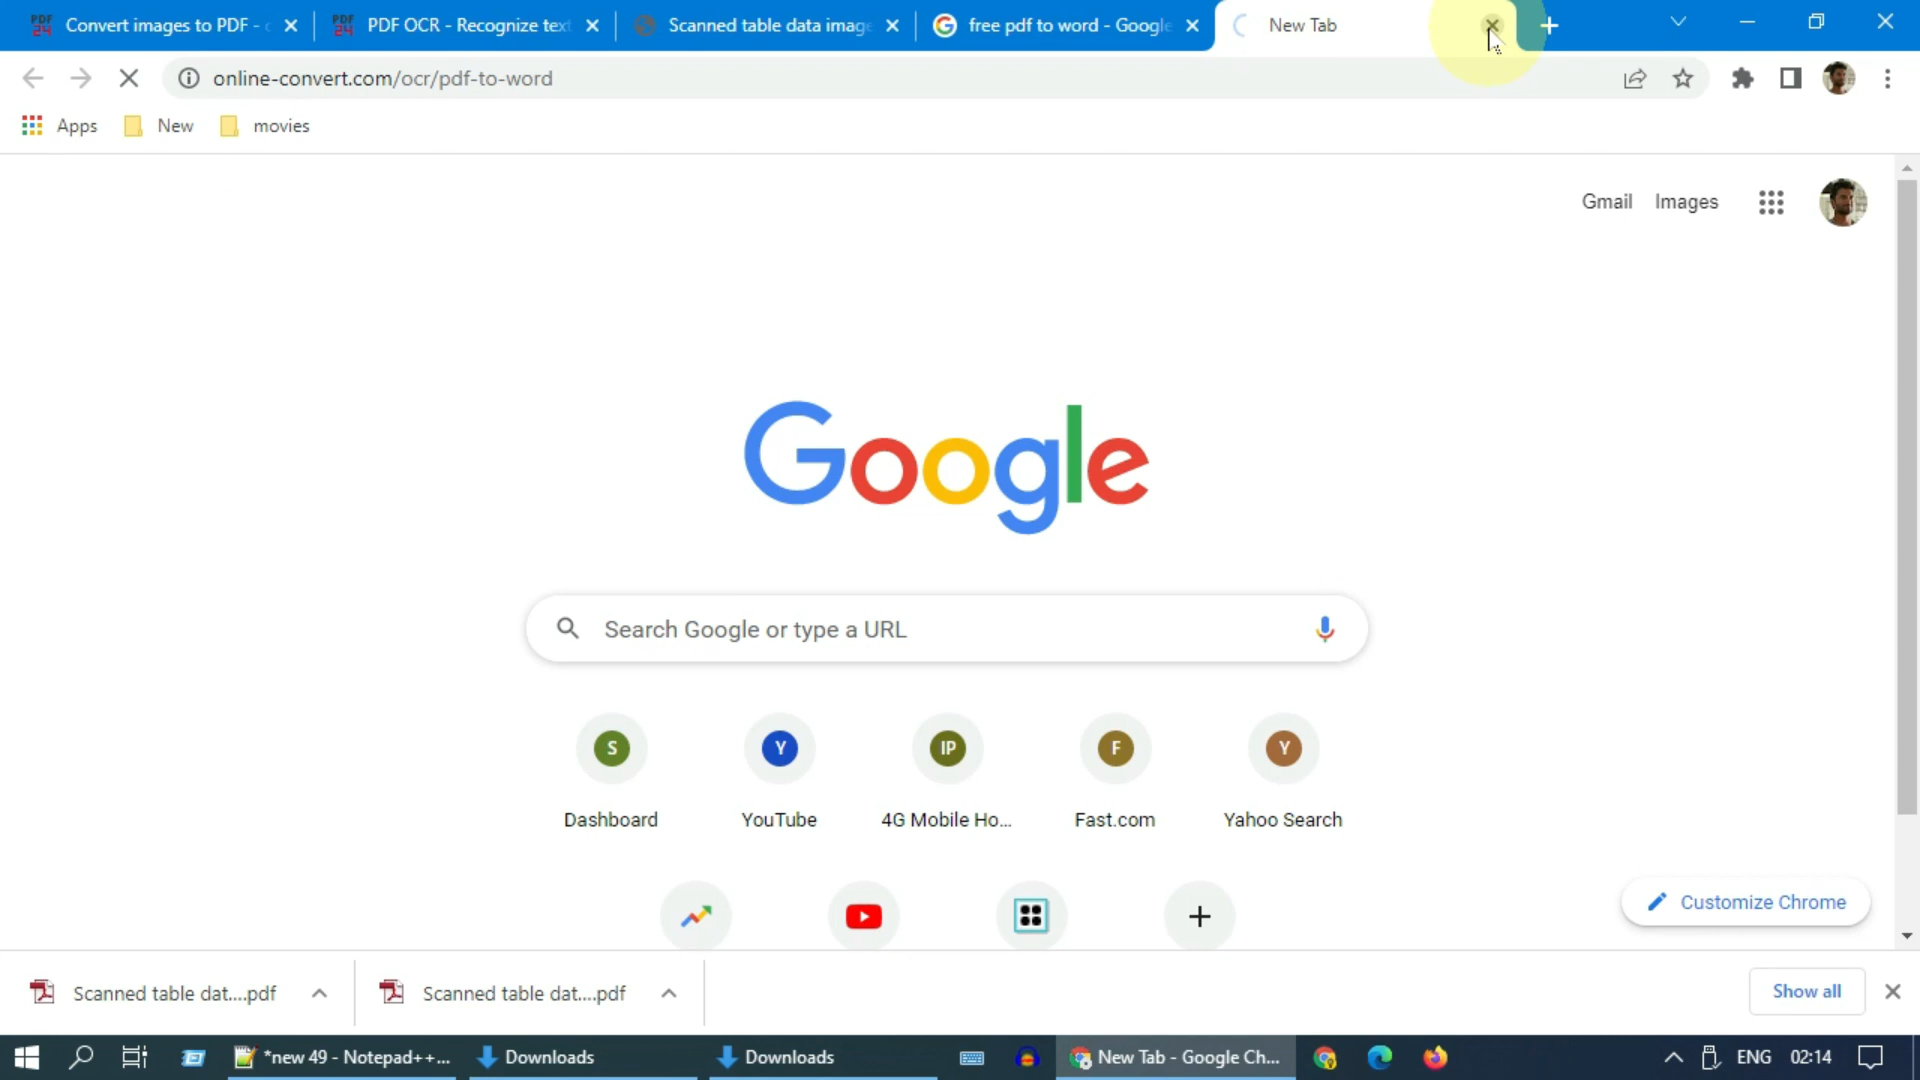 Convert images to PDF - c
PDF OCR - Recognize text
Scanned table data image
free pdf to word - Google
New Tab
online-convert.com/ocr/pdf-to-word
Apps
New
movies
Gmail
Images
Google
Search Google or type a URL
S
Y
IP
F
Y
Dashboard
YouTube
4G Mobile Ho...
Fast.com
Yahoo Search
Customize Chrome
Scanned table dat....pdf
Scanned table dat....pdf
Show all
*new 49 - Notepad++...
Downloads
Downloads
New Tab - Google Ch...
ENG
02:14